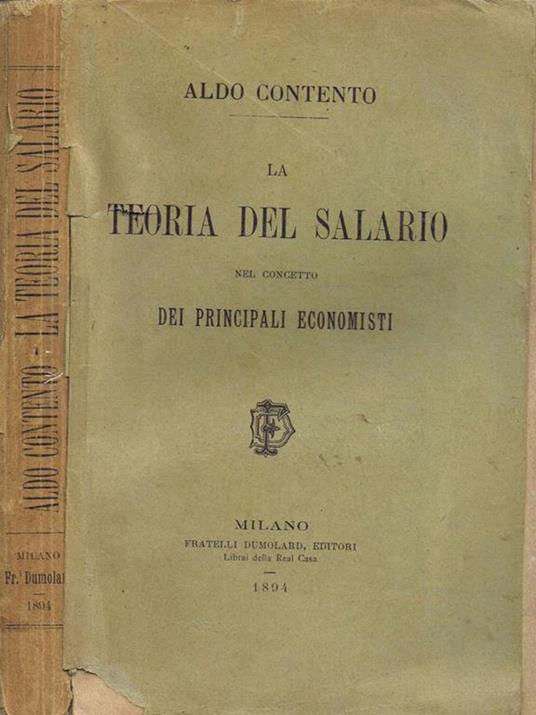 ALDO CONTENTO - LA TEORIA DEL SALARIO
MILANO
Fr.
1894
ALDO CONTENTO
LA
TEORIA DEL SALARIO
NEL CONCETTO
DEI PRINCIPALI ECONOMISTI
MILANO
FRATELLI DUMOLARD, EDITORI
Librai della Real Casa
1894